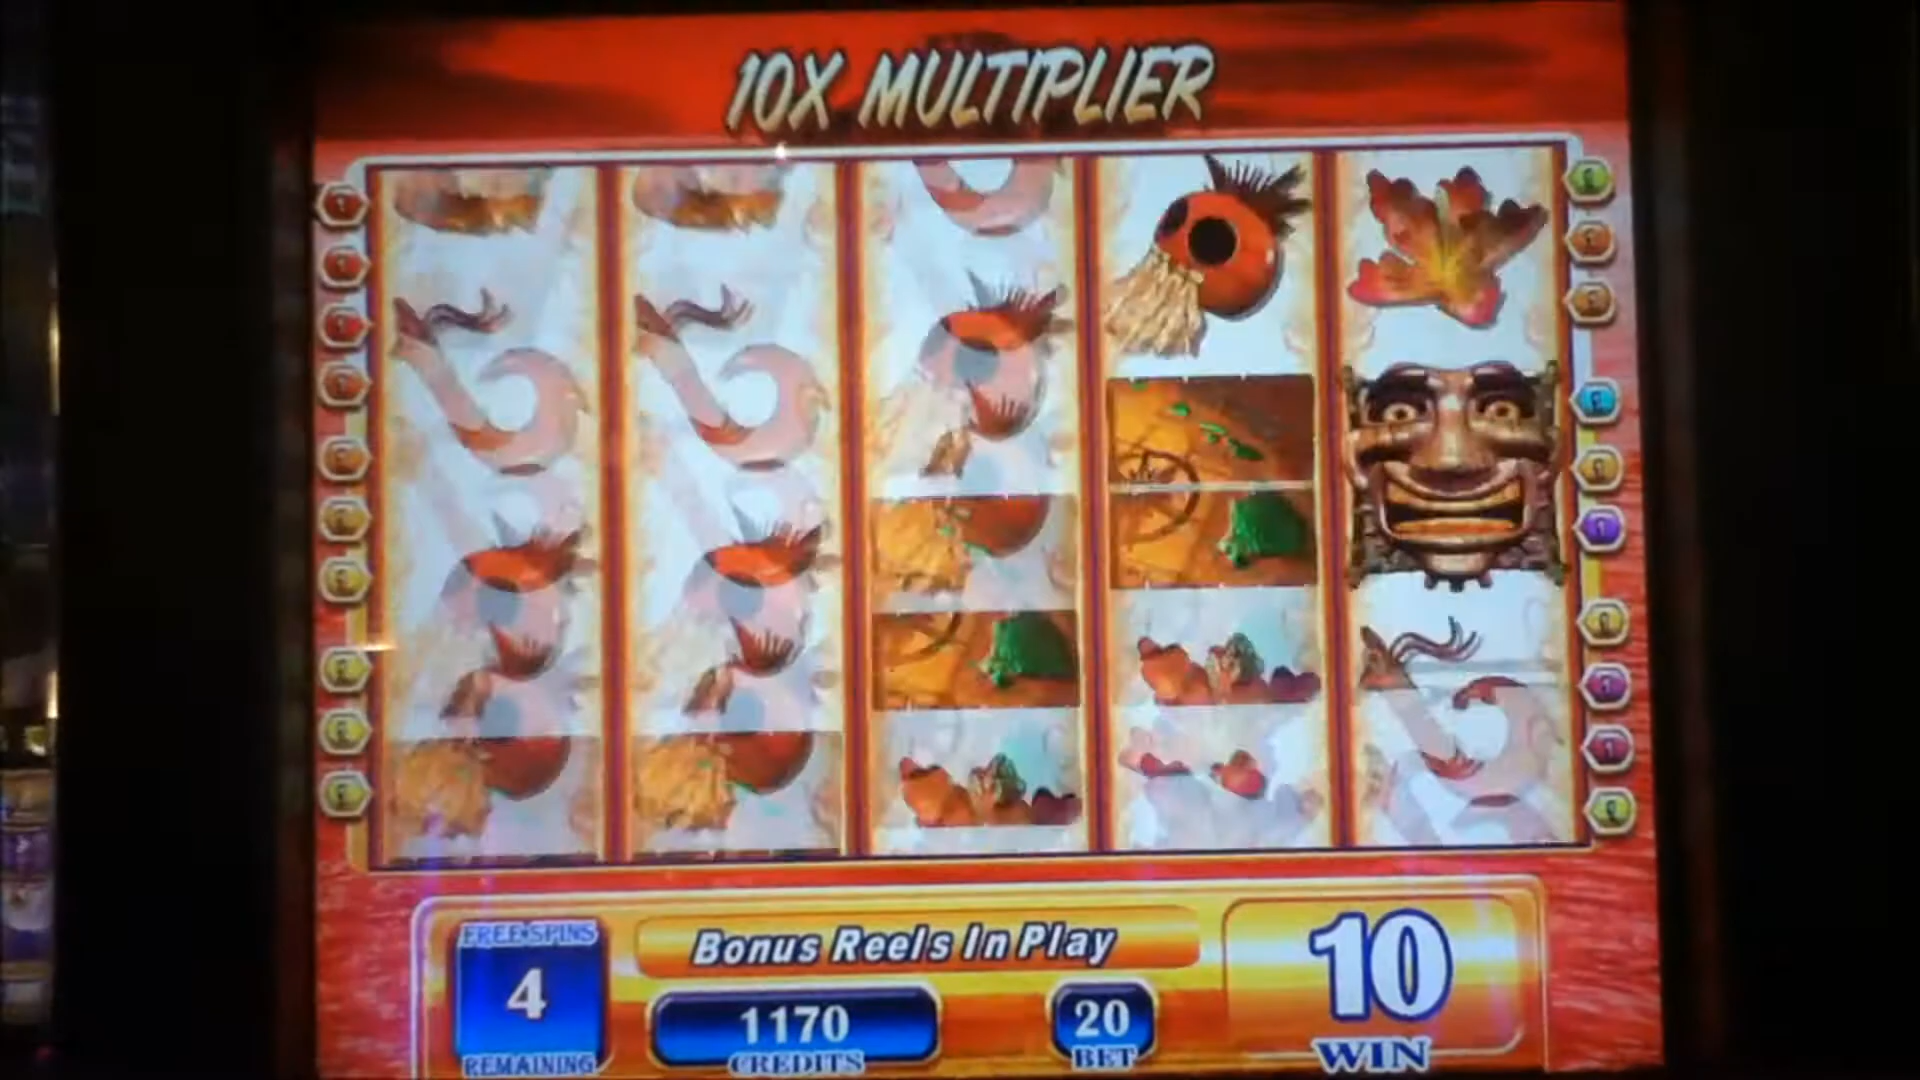 10X MULTIPLIER
FREE SPINS
4
REMAINING
Bonus Reels In Play
1170
CREDITS
20
BET
10
WIN